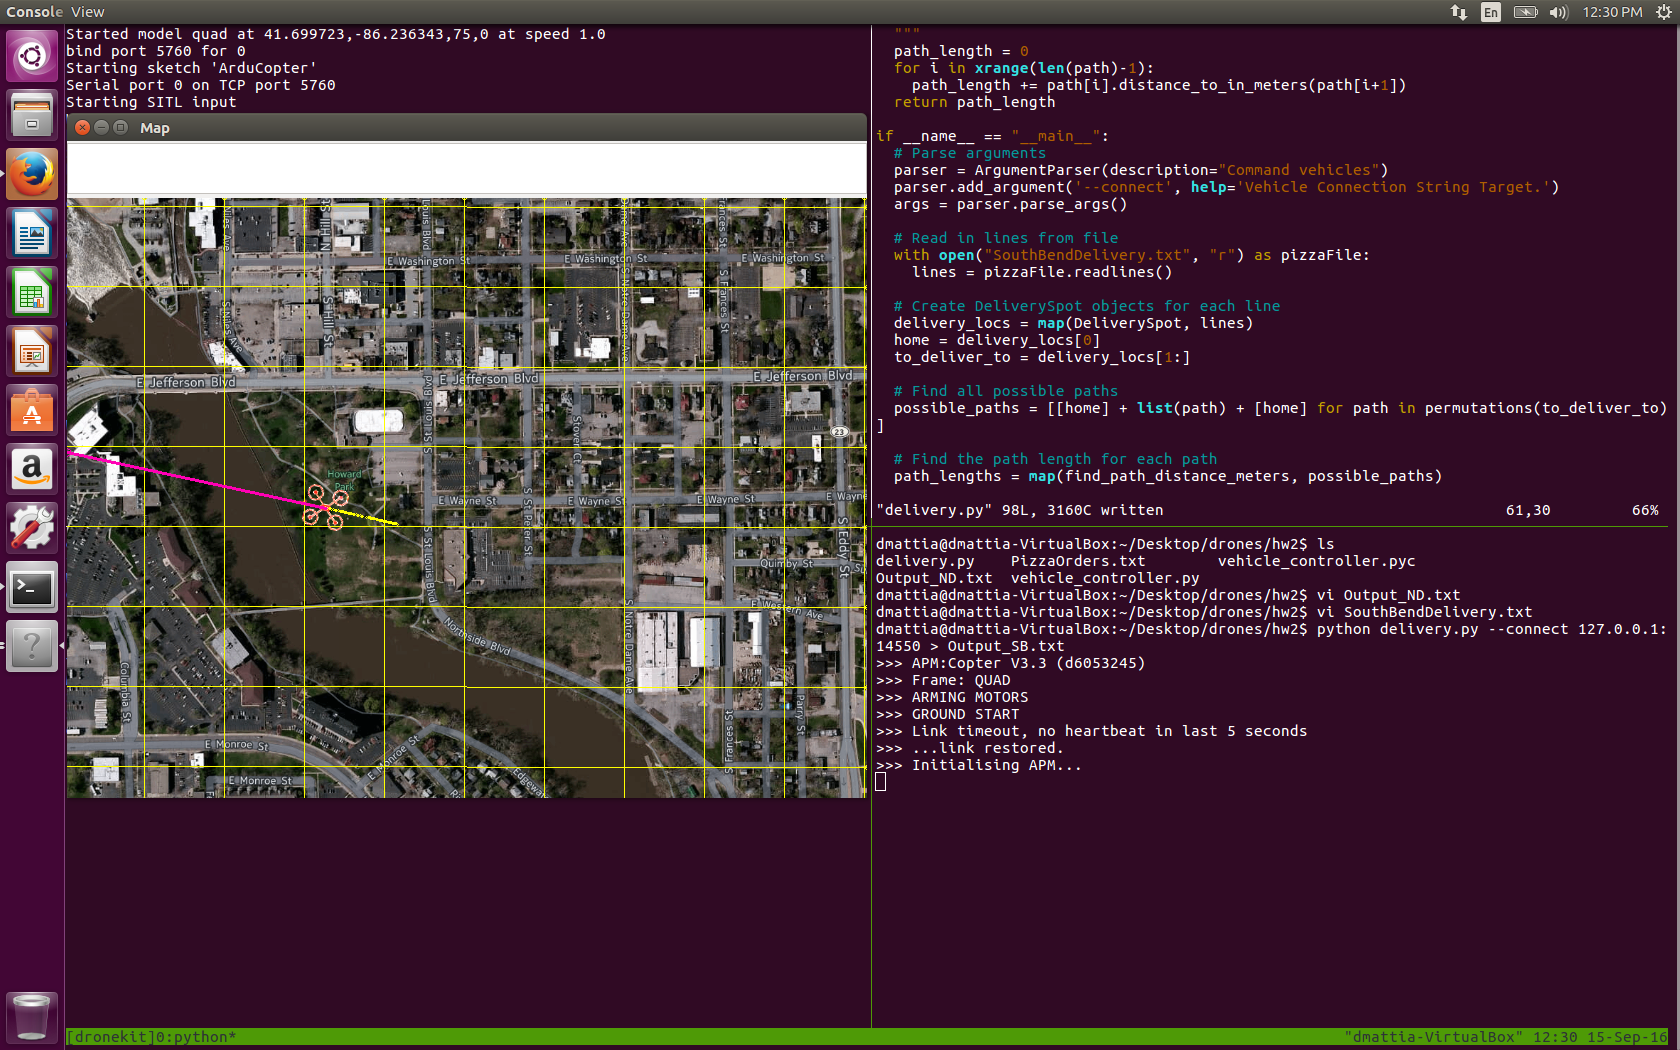 Console View
En
12:30 PM
Started model quad at 41.699723,-86.236343,75,0 at speed 1.0
bind port 5760 for 0
Starting sketch 'ArduCopter'
Serial port 0 on TCP port 5760
Starting SITL input
Map
E Washington St
E Washington St
E Washington St
N Hill St
S Hill St
S Frances St
E Jefferson Blvd
E Jefferson Blvd
E Jefferson Blvd
S St Louis Blvd
Stover Ct
23
Howard
Park
E Wayne St
E Wayne St
E Wayne St
E Wayne
S St Peter St
S Eddy St
S St Louis Blvd
Quimby St
E Western Ave
Northside Blvd
S Notre Dame Ave
Columbia St
S Frances St
Parry St
E Monroe St
E Monroe St
E Monroe St
Edgewa
"""
path_length = 0
for i in xrange(len(path)-1):
path_length += path[i].distance_to_in_meters(path[i+1])
return path_length
if __name__ == "__main__":
# Parse arguments
parser = ArgumentParser(description="Command vehicles")
parser.add_argument('--connect', help='Vehicle Connection String Target.')
args = parser.parse_args()
# Read in lines from file
with open("SouthBendDelivery.txt", "r") as pizzaFile:
lines = pizzaFile.readlines()
# Create DeliverySpot objects for each line
delivery_locs = map(DeliverySpot, lines)
home = delivery_locs[0]
to_deliver_to = delivery_locs[1:]
# Find all possible paths
possible_paths = [[home] + list(path) + [home] for path in permutations(to_deliver_to)
]
# Find the path length for each path
path_lengths = map(find_path_distance_meters, possible_paths)
"delivery.py" 98L, 3160C written 61,30 66%
dmattia@dmattia-VirtualBox:~/Desktop/drones/hw2$ ls
delivery.py PizzaOrders.txt vehicle_controller.pyc
Output_ND.txt vehicle_controller.py
dmattia@dmattia-VirtualBox:~/Desktop/drones/hw2$ vi Output_ND.txt
dmattia@dmattia-VirtualBox:~/Desktop/drones/hw2$ vi SouthBendDelivery.txt
dmattia@dmattia-VirtualBox:~/Desktop/drones/hw2$ python delivery.py --connect 127.0.0.1:
14550 > Output_SB.txt
>>> APM:Copter V3.3 (d6053245)
>>> Frame: QUAD
>>> ARMING MOTORS
>>> GROUND START
>>> Link timeout, no heartbeat in last 5 seconds
>>> ...link restored.
>>> Initialising APM...
[dronekit]0:python* "dmattia-VirtualBox" 12:30 15-Sep-16